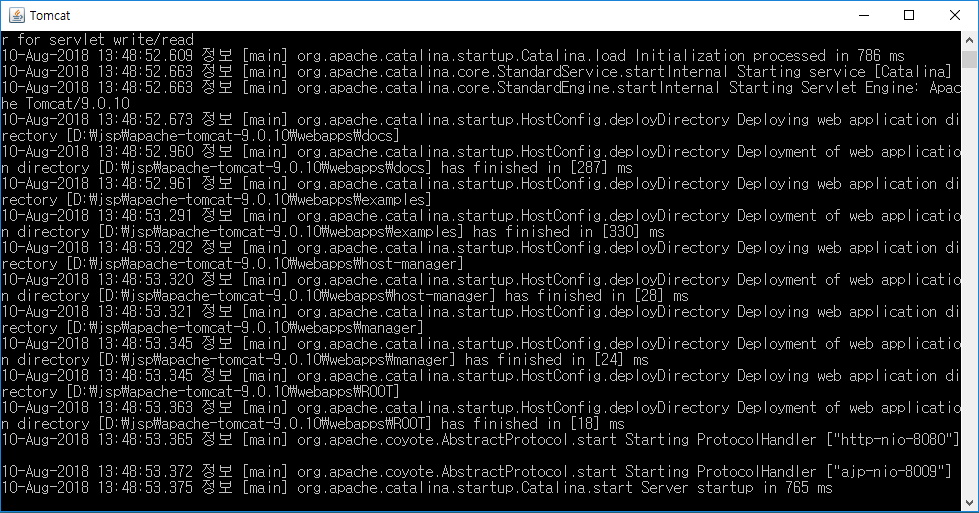 Tomcat
r for servlet write/read
10-Aug-2018 13:48:52.609 정보 [main] org.apache.catalina.startup.Catalina.load Initialization processed in 786 ms
10-Aug-2018 13:48:52.663 정보 [main] org.apache.catalina.core.StandardService.startInternal Starting service [Catalina]
10-Aug-2018 13:48:52.663 정보 [main] org.apache.catalina.core.StandardEngine.startInternal Starting Servlet Engine: Apac
he Tomcat/9.0.10
10-Aug-2018 13:48:52.673 정보 [main] org.apache.catalina.startup.HostConfig.deployDirectory Deploying web application di
rectory [D:₩jsp₩apache-tomcat-9.0.10₩webapps₩docs]
10-Aug-2018 13:48:52.960 정보 [main] org.apache.catalina.startup.HostConfig.deployDirectory Deployment of web applicatio
n directory [D:₩jsp₩apache-tomcat-9.0.10₩webapps₩docs] has finished in [287] ms
10-Aug-2018 13:48:52.961 정보 [main] org.apache.catalina.startup.HostConfig.deployDirectory Deploying web application di
rectory [D:₩jsp₩apache-tomcat-9.0.10₩webapps₩examples]
10-Aug-2018 13:48:53.291 정보 [main] org.apache.catalina.startup.HostConfig.deployDirectory Deployment of web applicatio
n directory [D:₩jsp₩apache-tomcat-9.0.10₩webapps₩examples] has finished in [330] ms
10-Aug-2018 13:48:53.292 정보 [main] org.apache.catalina.startup.HostConfig.deployDirectory Deploying web application di
rectory [D:₩jsp₩apache-tomcat-9.0.10₩webapps₩host-manager]
10-Aug-2018 13:48:53.320 정보 [main] org.apache.catalina.startup.HostConfig.deployDirectory Deployment of web applicatio
n directory [D:₩jsp₩apache-tomcat-9.0.10₩webapps₩host-manager] has finished in [28] ms
10-Aug-2018 13:48:53.321 정보 [main] org.apache.catalina.startup.HostConfig.deployDirectory Deploying web application di
rectory [D:₩jsp₩apache-tomcat-9.0.10₩webapps₩manager]
10-Aug-2018 13:48:53.345 정보 [main] org.apache.catalina.startup.HostConfig.deployDirectory Deployment of web applicatio
n directory [D:₩jsp₩apache-tomcat-9.0.10₩webapps₩manager] has finished in [24] ms
10-Aug-2018 13:48:53.345 정보 [main] org.apache.catalina.startup.HostConfig.deployDirectory Deploying web application di
rectory [D:₩jsp₩apache-tomcat-9.0.10₩webapps₩ROOT]
10-Aug-2018 13:48:53.363 정보 [main] org.apache.catalina.startup.HostConfig.deployDirectory Deployment of web applicatio
n directory [D:₩jsp₩apache-tomcat-9.0.10₩webapps₩ROOT] has finished in [18] ms
10-Aug-2018 13:48:53.365 정보 [main] org.apache.coyote.AbstractProtocol.start Starting ProtocolHandler ["http-nio-8080"]
10-Aug-2018 13:48:53.372 정보 [main] org.apache.coyote.AbstractProtocol.start Starting ProtocolHandler ["ajp-nio-8009"]
10-Aug-2018 13:48:53.375 정보 [main] org.apache.catalina.startup.Catalina.start Server startup in 765 ms